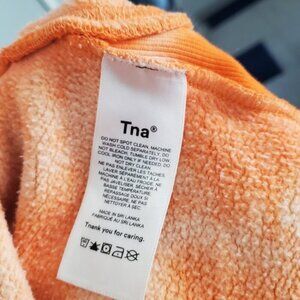 Tna®
DO NOT SPOT CLEAN. MACHINE
WASH COLD SEPARATELY. DO
NOT BLEACH. TUMBLE DRY LOW.
COOL IRON ONLY IF NEEDED. DO
NOT DRY CLEAN.
NE PAS ENLEVER LES TACHES.
LAVER SÉPARÉMENT À LA
MACHINE À L'EAU FROIDE. NE
PAS JAVELISER. SÉCHER À
BASSE TEMPÉRATURE.
REPASSAGE DOUX SI
NÉCESSAIRE. NE PAS
NETTOYER À SEC.
MADE IN SRI LANKA
FABRIQUÉ AU SRI LANKA
Thank you for caring.